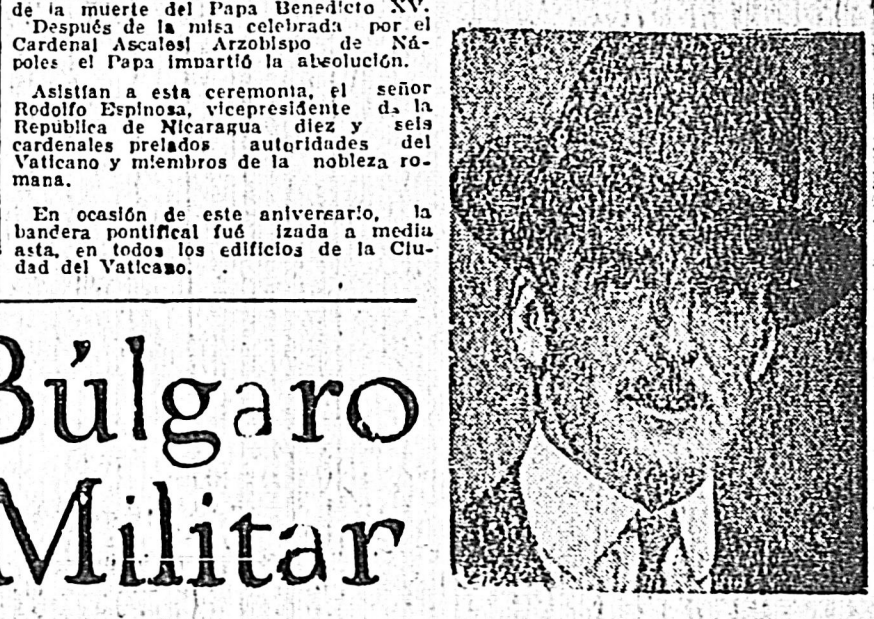 de la muerte del Papa Benedicto XV.
Después de la misa celebrada por el
Cardenal Ascalesi Arzobispo de Ná-
poles el Papa impartió la absolución.
Asistían a esta ceremonia, el señor
Rodolfo Espinosa, vicepresidente de la
República de Nicaragua diez y seis
cardenales prelados autoridades del
Vaticano y miembros de la nobleza ro-
mana.
En ocasión de este aniversario, la
bandera pontifical fué izada a media
asta, en todos los edificios de la Ciu-
dad del Vaticano.
Búlgaro
Militar